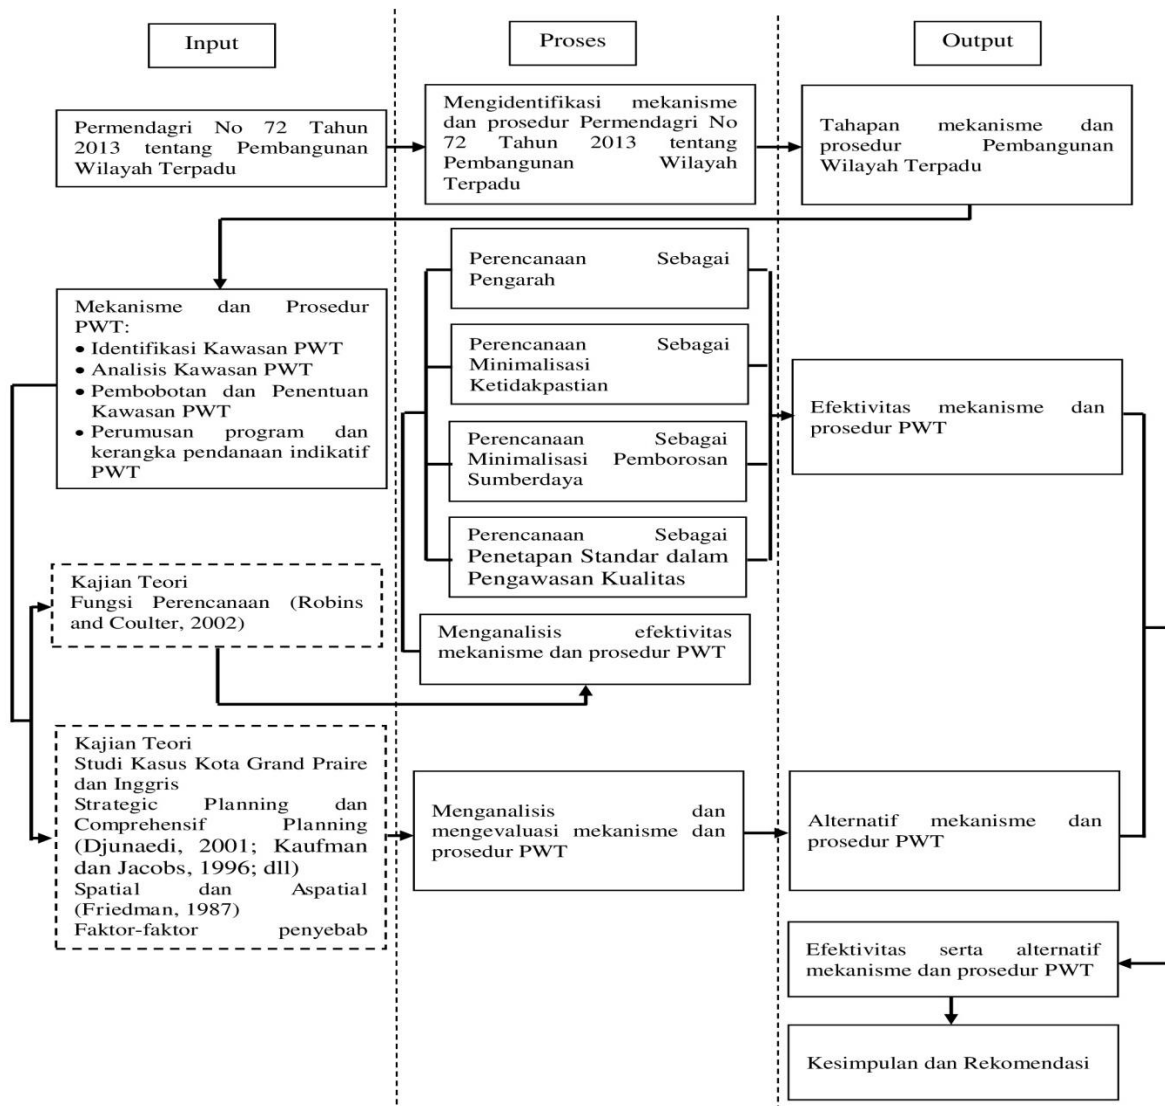 Input
Proses
Output
Permendagri No 72 Tahun
2013 tentang Pembangunan
Wilayah Terpadu
Mengidentifikasi mekanisme
dan prosedur Permendagri No
72 Tahun 2013 tentang
Pembangunan Wilayah
Terpadu
Tahapan mekanisme dan
prosedur Pembangunan
Wilayah Terpadu
Mekanisme dan Prosedur
PWT:
• Identifikasi Kawasan PWT
• Analisis Kawasan PWT
• Pembobotan dan Penentuan
Kawasan PWT
• Perumusan program dan
kerangka pendanaan indikatif
PWT
Perencanaan Sebagai
Pengarah
Perencanaan Sebagai
Minimalisasi
Ketidakpastian
Perencanaan Sebagai
Minimalisasi Pemborosan
Sumberdaya
Perencanaan Sebagai
Penetapan Standar dalam
Pengawasan Kualitas
Efektivitas mekanisme dan
prosedur PWT
Kajian Teori
Fungsi Perencanaan (Robins
and Coulter, 2002)
Menganalisis efektivitas
mekanisme dan prosedur PWT
Kajian Teori
Studi Kasus Kota Grand Praire
dan Inggris
Strategic Planning dan
Comprehensif Planning
(Djunaedi, 2001; Kaufman
dan Jacobs, 1996; dll)
Spatial dan Aspatial
(Friedman, 1987)
Faktor-faktor penyebab
Menganalisis dan
mengevaluasi mekanisme dan
prosedur PWT
Alternatif mekanisme dan
prosedur PWT
Efektivitas serta alternatif
mekanisme dan prosedur PWT
Kesimpulan dan Rekomendasi